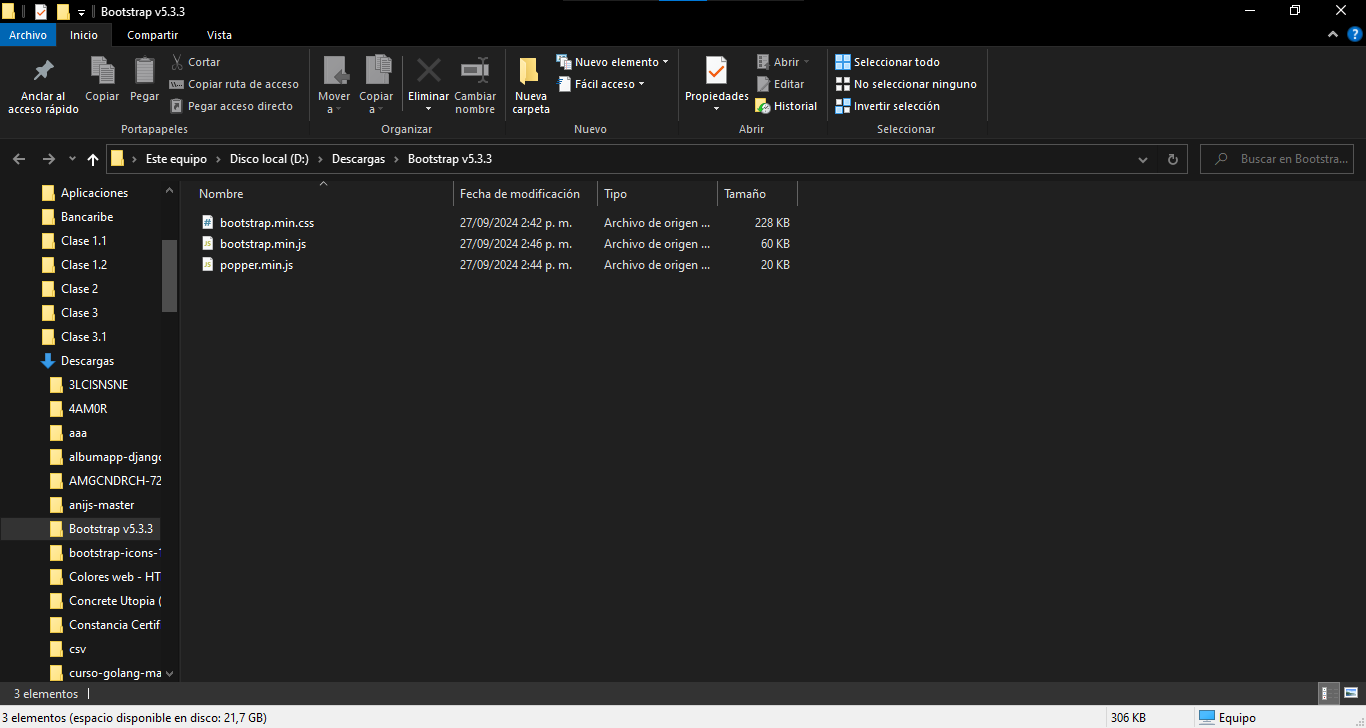 Bootstrap v5.3.3
Archivo Inicio Compartir Vista
Anclar al acceso rápido
Copiar
Pegar
Cortar
Copiar ruta de acceso
Pegar acceso directo
Portapapeles
Mover a
Copiar a
Eliminar
Cambiar nombre
Organizar
Nueva carpeta
Nuevo elemento
Fácil acceso
Nuevo
Propiedades
Abrir
Editar
Historial
Abrir
Seleccionar todo
No seleccionar ninguno
Invertir selección
Seleccionar
Este equipo > Disco local (D:) > Descargas > Bootstrap v5.3.3
Buscar en Bootstra...
Aplicaciones
Bancaribe
Clase 1.1
Clase 1.2
Clase 2
Clase 3
Clase 3.1
Descargas
3LCISNSNE
4AM0R
aaa
albumapp-django
AMGCNDRCH-72
anijs-master
Bootstrap v5.3.3
bootstrap-icons-1
Colores web - HT
Concrete Utopia (
Constancia Certif
csv
curso-golang-ma
Nombre Fecha de modificación Tipo Tamaño
bootstrap.min.css 27/09/2024 2:42 p. m. Archivo de origen ... 228 KB
bootstrap.min.js 27/09/2024 2:46 p. m. Archivo de origen ... 60 KB
popper.min.js 27/09/2024 2:44 p. m. Archivo de origen ... 20 KB
3 elementos
3 elementos (espacio disponible en disco: 21,7 GB) 306 KB Equipo